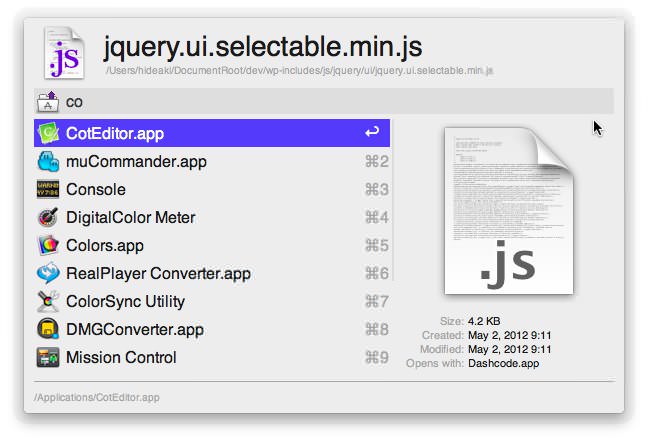 .js
jquery.ui.selectable.min.js
/Users/hideaki/DocumentRoot/dev/wp-includes/js/jquery/ui/jquery.ui.selectable.min.js
co
CotEditor.app ↩
muCommander.app ⌘2
Console ⌘3
DigitalColor Meter ⌘4
Colors.app ⌘5
RealPlayer Converter.app ⌘6
ColorSync Utility ⌘7
DMGConverter.app ⌘8
Mission Control ⌘9
.js
Size: 4.2 KB
Created: May 2, 2012 9:11
Modified: May 2, 2012 9:11
Opens with: Dashcode.app
/Applications/CotEditor.app